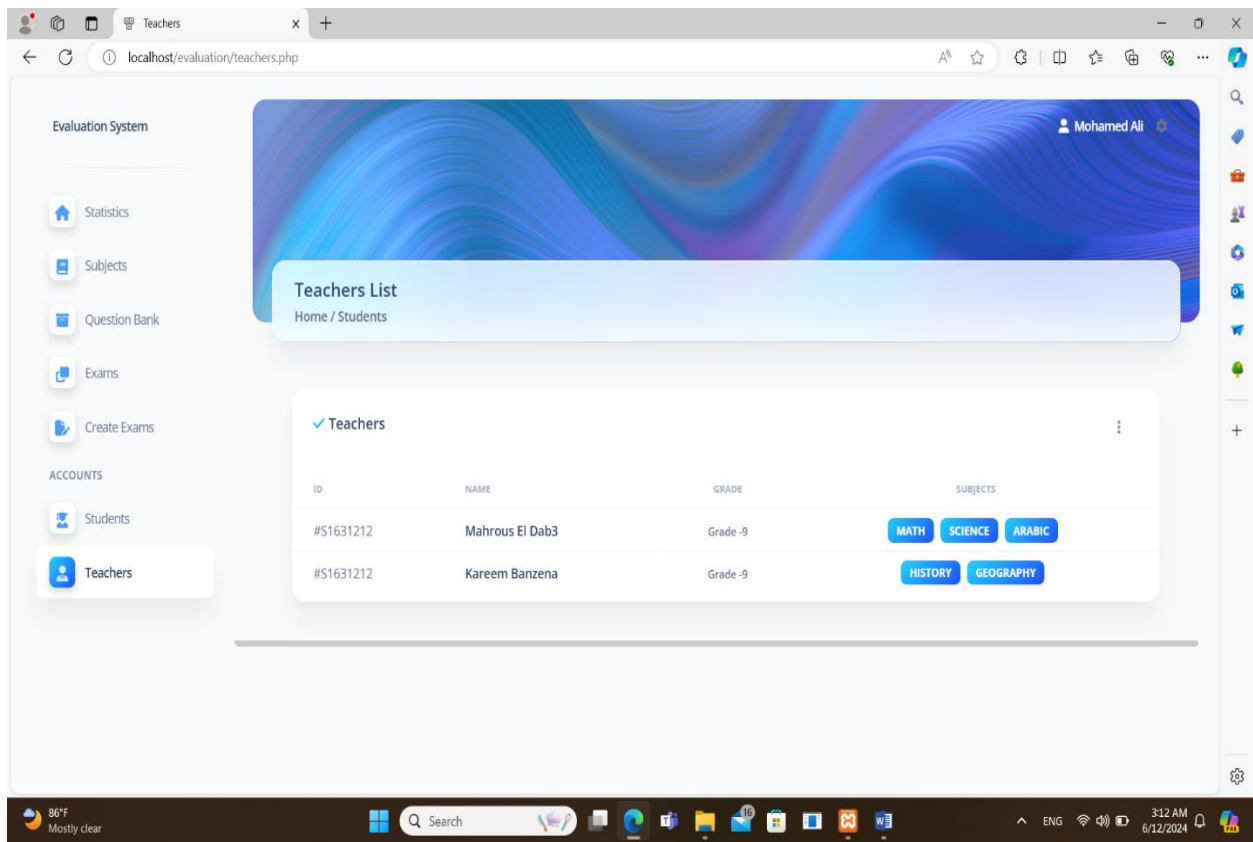 Teachers
localhost/evaluation/teachers.php
Evaluation System
Mohamed Ali
Statistics
Subjects
Question Bank
Exams
Create Exams
ACCOUNTS
Students
Teachers
Teachers List
Home / Students
Teachers
ID NAME GRADE SUBJECTS
#S1631212 Mahrous El Dab3 Grade -9 MATH SCIENCE ARABIC
#S1631212 Kareem Banzena Grade -9 HISTORY GEOGRAPHY
86°F
Mostly clear
Search
16
ENG
3:12 AM
6/12/2024